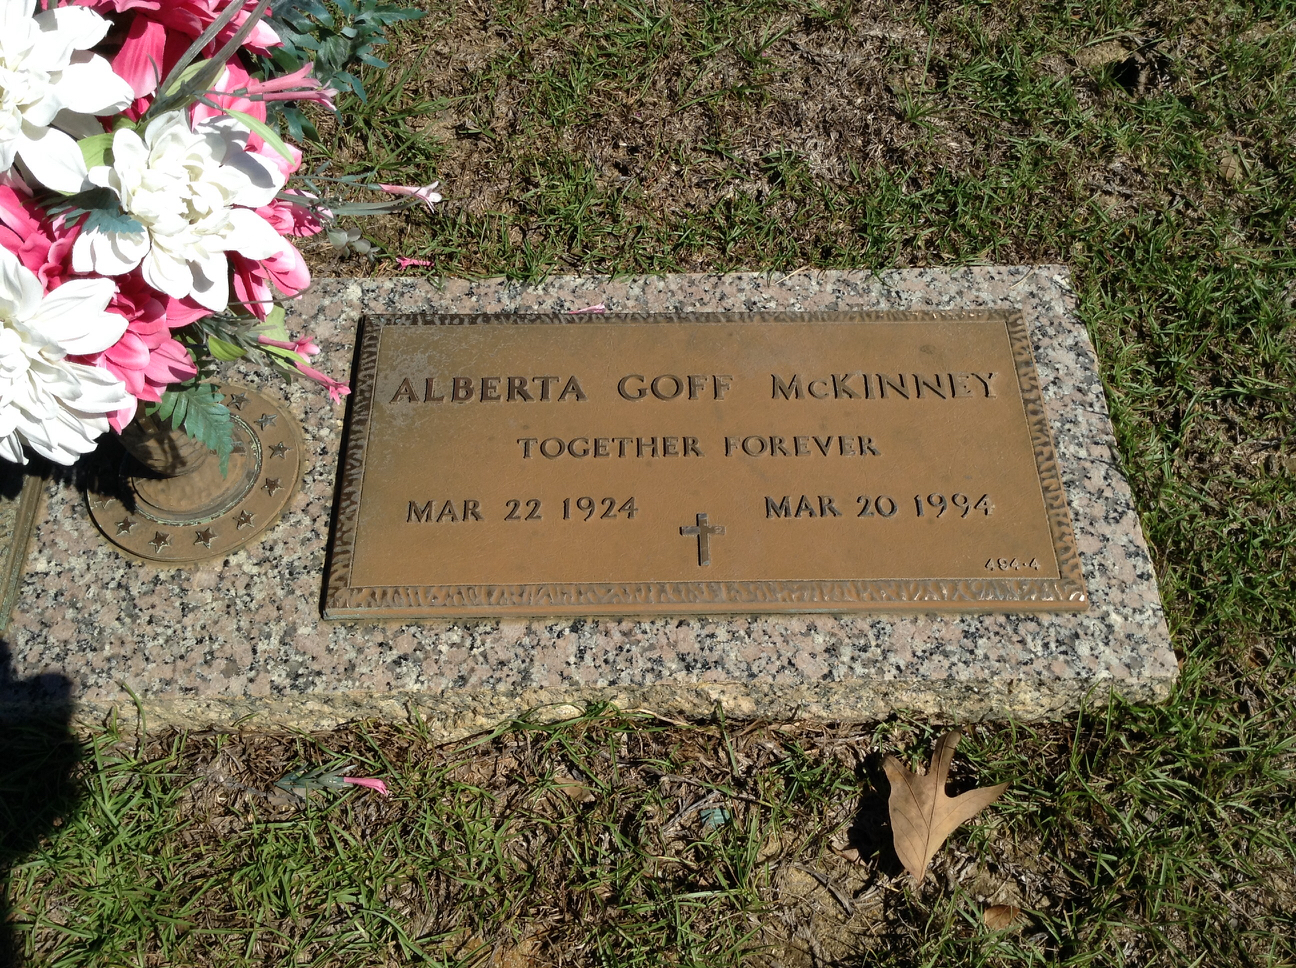 ALBERTA GOFF McKINNEY
TOGETHER FOREVER
MAR 22 1924 MAR 20 1994
494-4